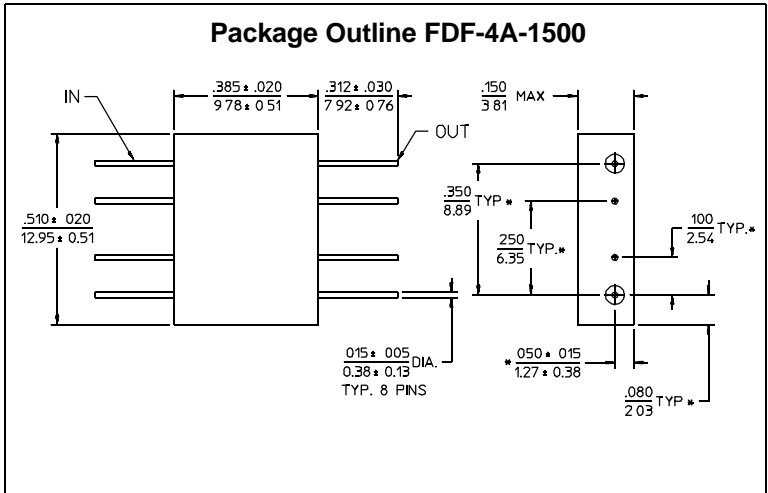 Package Outline FDF-4A-1500
IN
.385± .020
9 78± 0 51
.312± .030
7 92± 0 76
OUT
.150
3 81
MAX
.510± 020
12.95± 0.51
.350
8.89
TYP *
.250
6.35
TYP.*
100
2.54
TYP.*
015± 005
0.38± 0.13
DIA.
TYP. 8 PINS
* .050± 015
1.27± 0.38
.080
2 03
TYP *